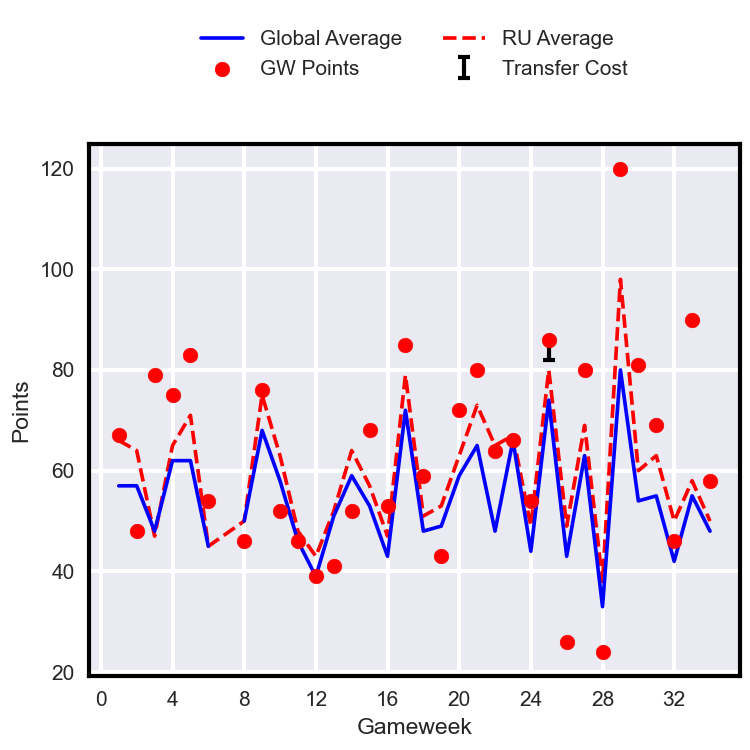 Global Average
RU Average
GW Points
Transfer Cost
120
100
80
60
40
20
Points
0 4 8 12 16 20 24 28 32
Gameweek